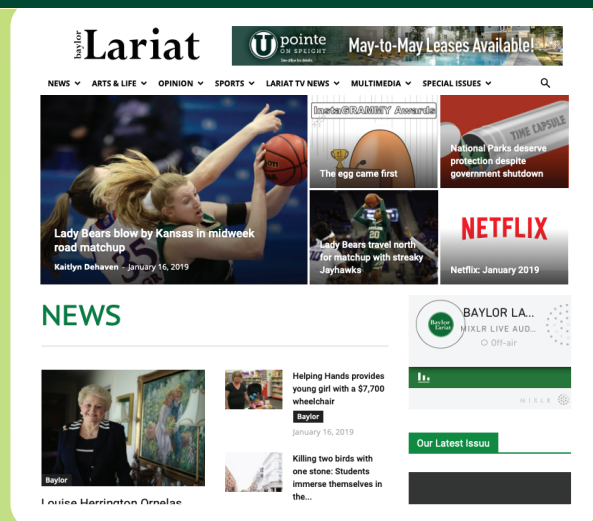 baylor
Lariat
U pointe
ON SPEIGHT
May-to-May Leases Available!
NEWS
ARTS & LIFE
OPINION
SPORTS
LARIAT TV NEWS
MULTIMEDIA
SPECIAL ISSUES
InstaGRAMMY Awards
The egg came first
TIME CAPSULE
National Parks deserve
protection despite
government shutdown
Lady Bears blow by Kansas in midweek
road matchup
Kaitlyn Dehaven - January 16, 2019
35
20
Lady Bears travel north
for matchup with streaky
Jayhawks
NETFLIX
Netflix: January 2019
NEWS
Baylor
Louise Herrington Ornelas
Helping Hands provides
young girl with a $7,700
wheelchair
Baylor
January 16, 2019
Killing two birds with
one stone: Students
immerse themselves in
the...
Baylor
Lariat
BAYLOR LA...
MIXLR LIVE AUD...
Off-air
MIXLR
Our Latest Issuu